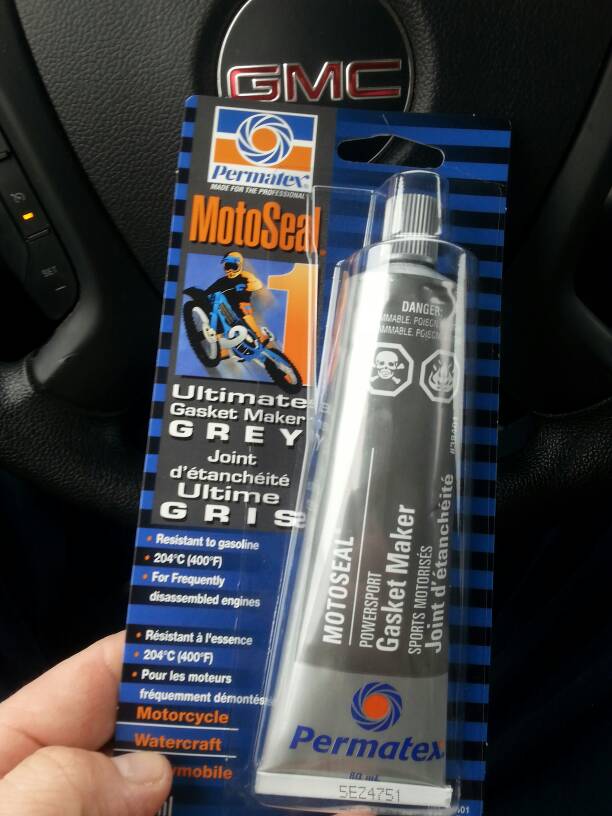 GMC
SET
Permatex®
MADE FOR THE PROFESSIONAL
MotoSeal®
1
Ultimate
Gasket Maker
GREY
Joint
d'étanchéité
Ultime
GRIS
• Resistant to gasoline
• 204°C (400°F)
• For Frequently
disassembled engines
• Résistant à l'essence
• 204°C (400°F)
• Pour les moteurs
fréquemment démontés
Motorcycle
Watercraft
DANGER:
MOTOSEAL®
POWERSPORT
Gasket Maker
SPORTS MOTORISÉS
Joint d'étanchéité
Permatex
80 mL
5EZ4751